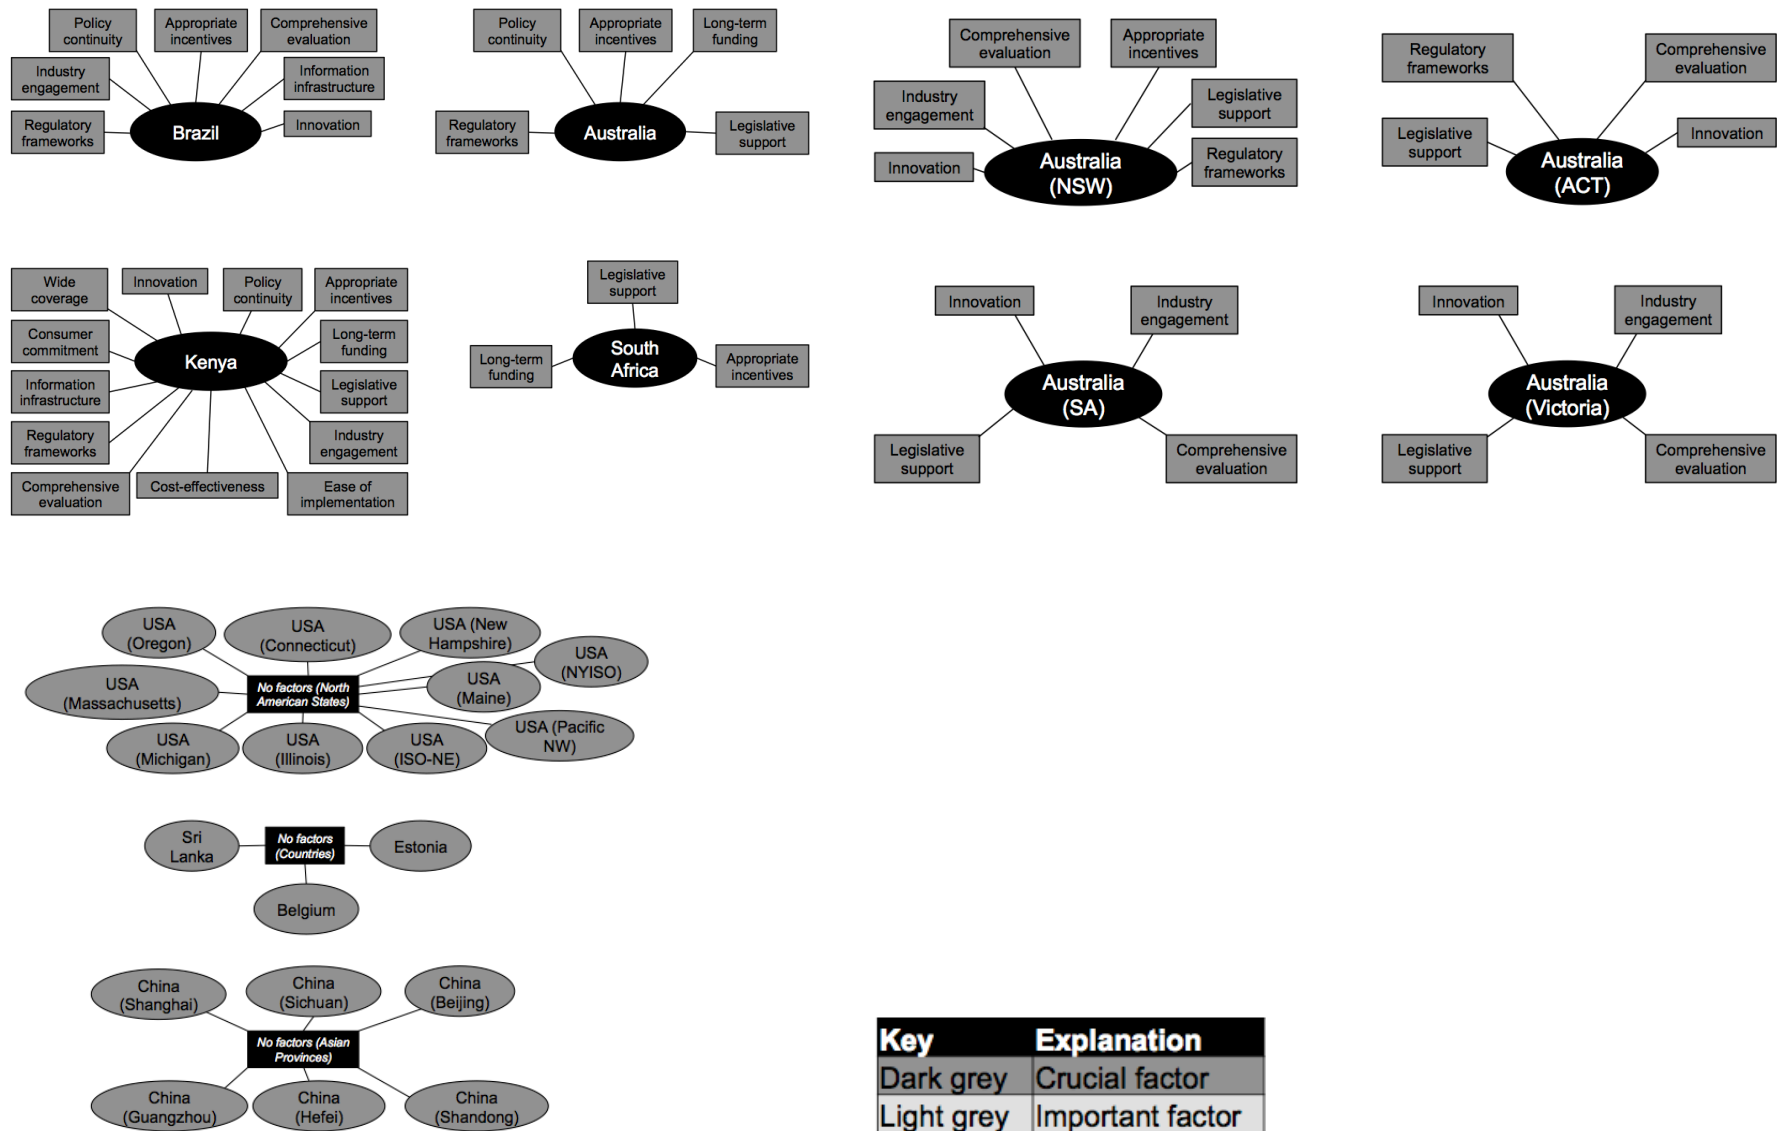 Policy
continuity
Appropriate
incentives
Comprehensive
evaluation
Industry
engagement
Information
infrastructure
Regulatory
frameworks
Brazil
Innovation
Policy
continuity
Appropriate
incentives
Long-term
funding
Regulatory
frameworks
Australia
Legislative
support
Comprehensive
evaluation
Appropriate
incentives
Industry
engagement
Legislative
support
Innovation
Australia
(NSW)
Regulatory
frameworks
Regulatory
frameworks
Comprehensive
evaluation
Legislative
support
Australia
(ACT)
Innovation
Wide
coverage
Innovation
Policy
continuity
Appropriate
incentives
Consumer
commitment
Kenya
Long-term
funding
Information
infrastructure
Legislative
support
Regulatory
frameworks
Industry
engagement
Comprehensive
evaluation
Cost-effectiveness
Ease of
implementation
Legislative
support
Long-term
funding
South
Africa
Appropriate
incentives
Innovation
Industry
engagement
Australia
(SA)
Legislative
support
Comprehensive
evaluation
Innovation
Industry
engagement
Australia
(Victoria)
Legislative
support
Comprehensive
evaluation
USA
(Oregon)
USA
(Connecticut)
USA (New
Hampshire)
USA
(NYISO)
USA
(Massachusetts)
No factors (North
American States)
USA
(Maine)
USA
(Michigan)
USA
(Illinois)
USA
(ISO-NE)
USA (Pacific
NW)
Sri
Lanka
No factors
(Countries)
Estonia
Belgium
China
(Shanghai)
China
(Sichuan)
China
(Beijing)
No factors (Asian
Provinces)
China
(Guangzhou)
China
(Hefei)
China
(Shandong)
Key Explanation
Dark grey Crucial factor
Light grey Important factor